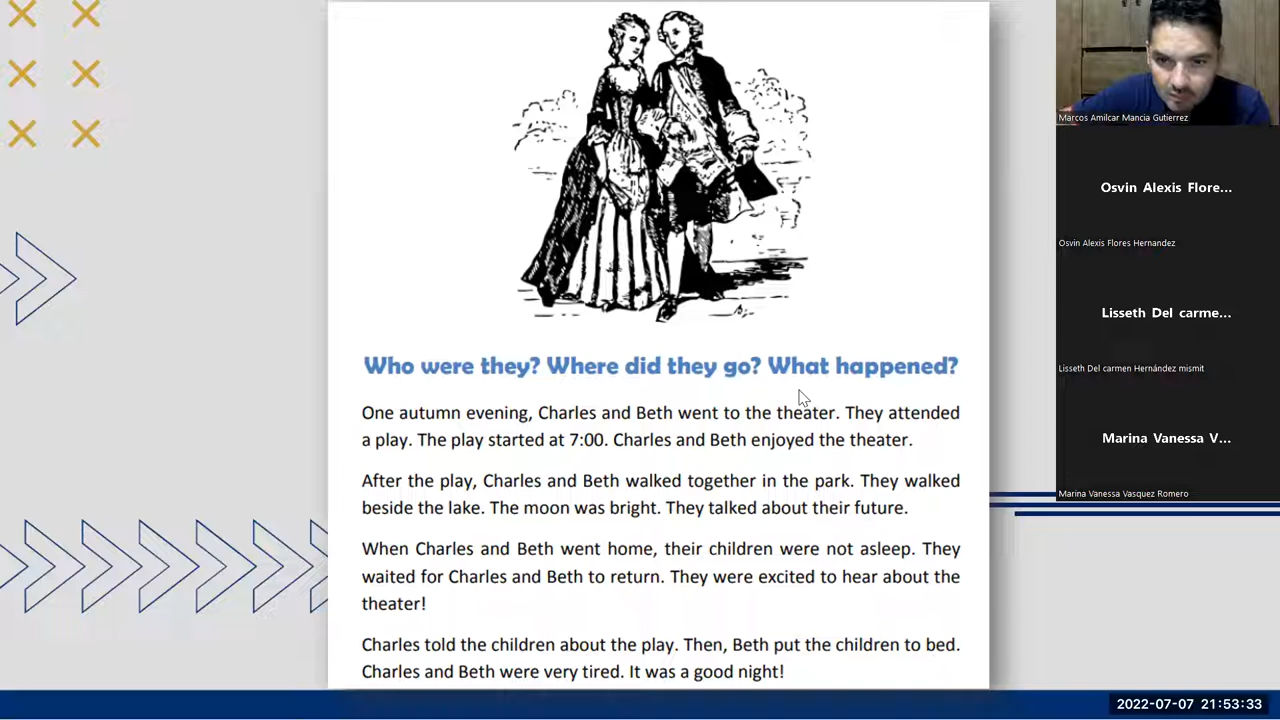 Who were they? Where did they go? What happened?
One autumn evening, Charles and Beth went to the theater. They attended
a play. The play started at 7:00. Charles and Beth enjoyed the theater.
After the play, Charles and Beth walked together in the park. They walked
beside the lake. The moon was bright. They talked about their future.
When Charles and Beth went home, their children were not asleep. They
waited for Charles and Beth to return. They were excited to hear about the
theater!
Charles told the children about the play. Then, Beth put the children to bed.
Charles and Beth were very tired. It was a good night!
Marcos Amilcar Mancia Gutierrez
Osvin Alexis Flore...
Osvin Alexis Flores Hernandez
Lisseth Del carme...
Lisseth Del carmen Hernández mismit
Marina Vanessa V...
Marina Vanessa Vasquez Romero
2022-07-07 21:53:33